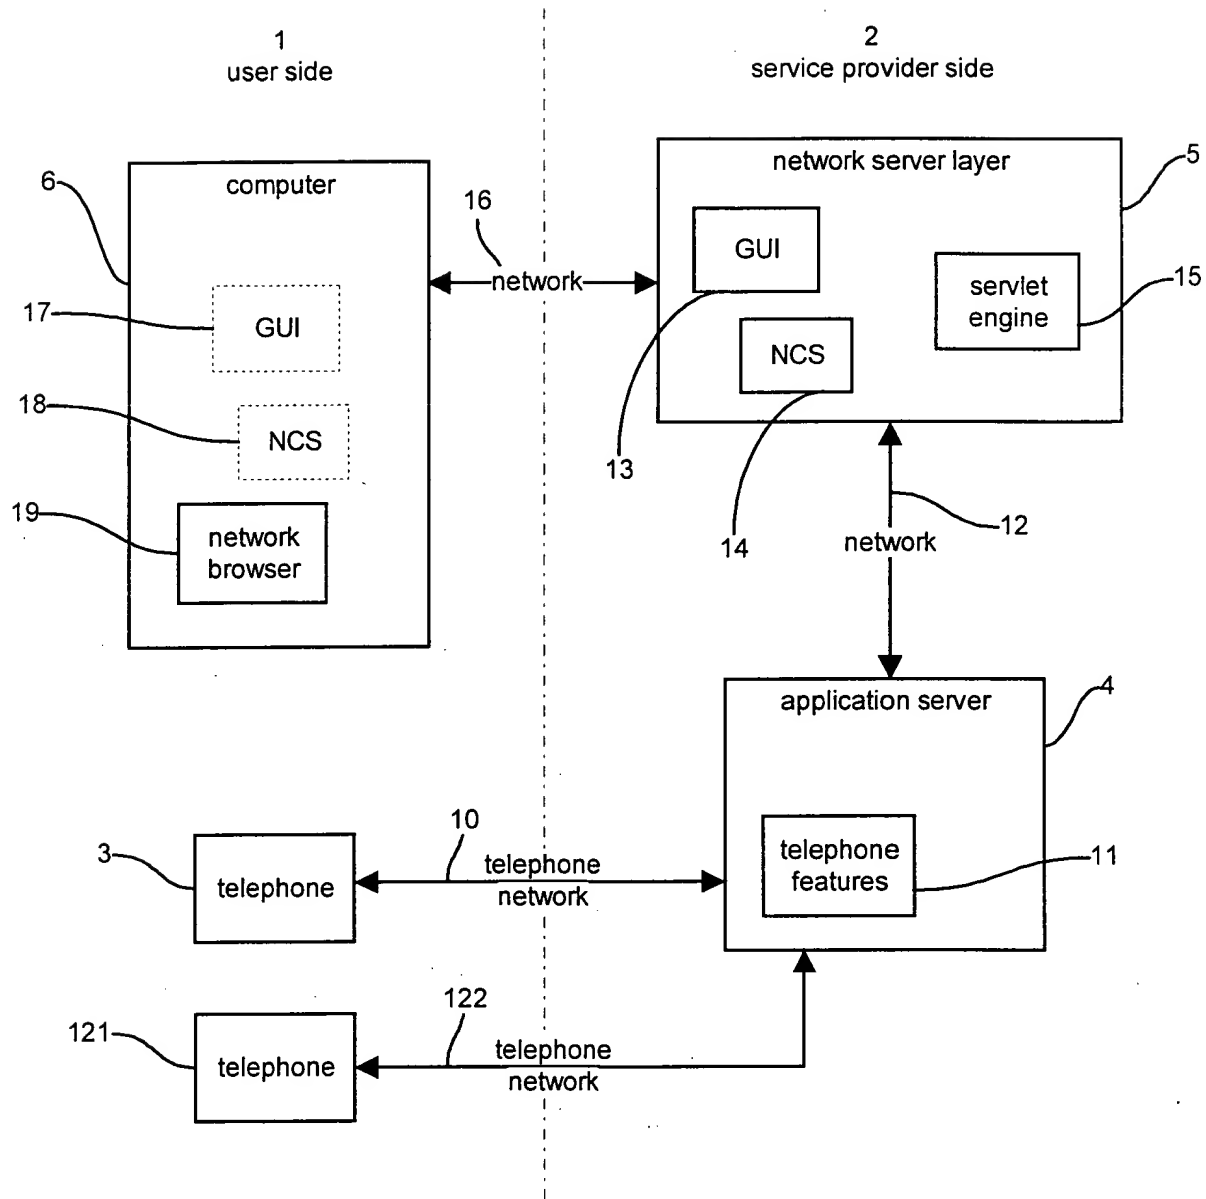 1
user side
2
service provider side
6
computer
16
network
network server layer
5
GUI
servlet
engine
15
NCS
13
14
17
GUI
18
NCS
19
network
browser
12
network
application server
4
telephone
features
11
3
telephone
10
telephone
network
121
telephone
122
telephone
network